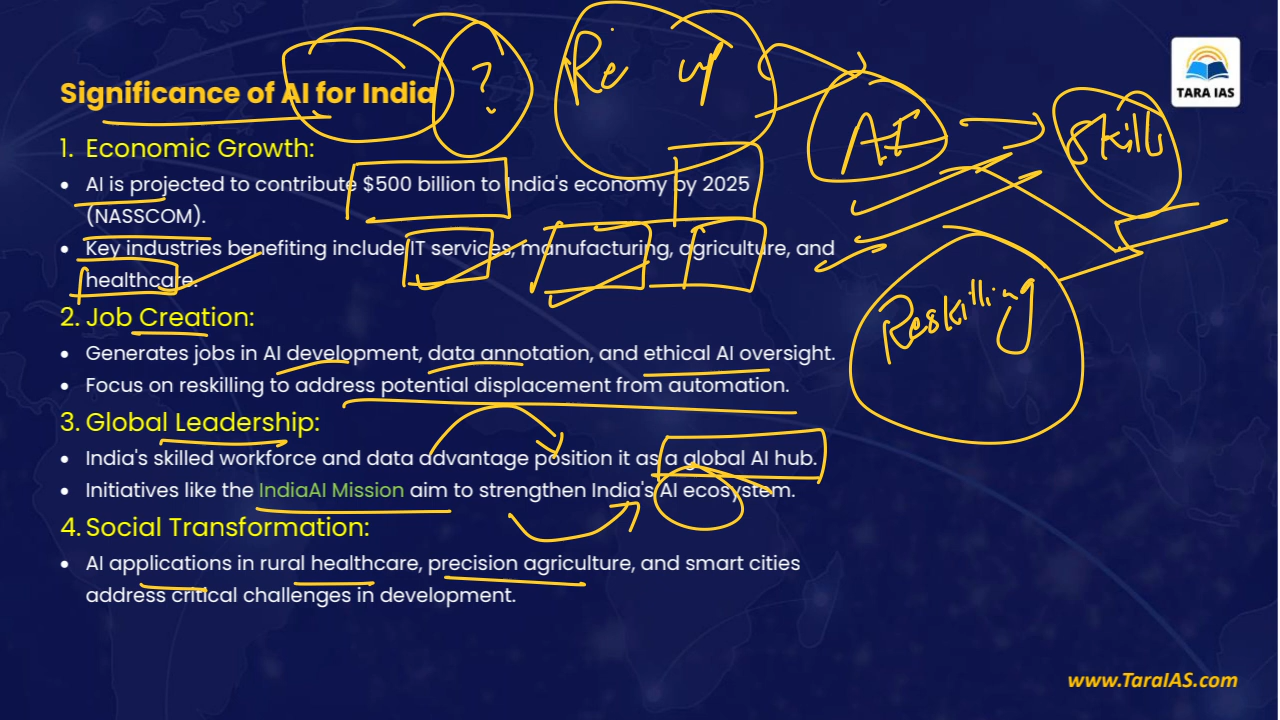 Significance of AI for India
?
Re up
AI
Skills
TARA IAS
1. Economic Growth:
• AI is projected to contribute $500 billion to India's economy by 2025
(NASSCOM).
• Key industries benefiting include IT services, manufacturing, agriculture, and
healthcare.
Reskilling
2. Job Creation:
• Generates jobs in AI development, data annotation, and ethical AI oversight.
• Focus on reskilling to address potential displacement from automation.
3. Global Leadership:
• India's skilled workforce and data advantage position it as a global AI hub.
• Initiatives like the IndiaAI Mission aim to strengthen India's AI ecosystem.
4. Social Transformation:
• AI applications in rural healthcare, precision agriculture, and smart cities
address critical challenges in development.
www.TaraIAS.com